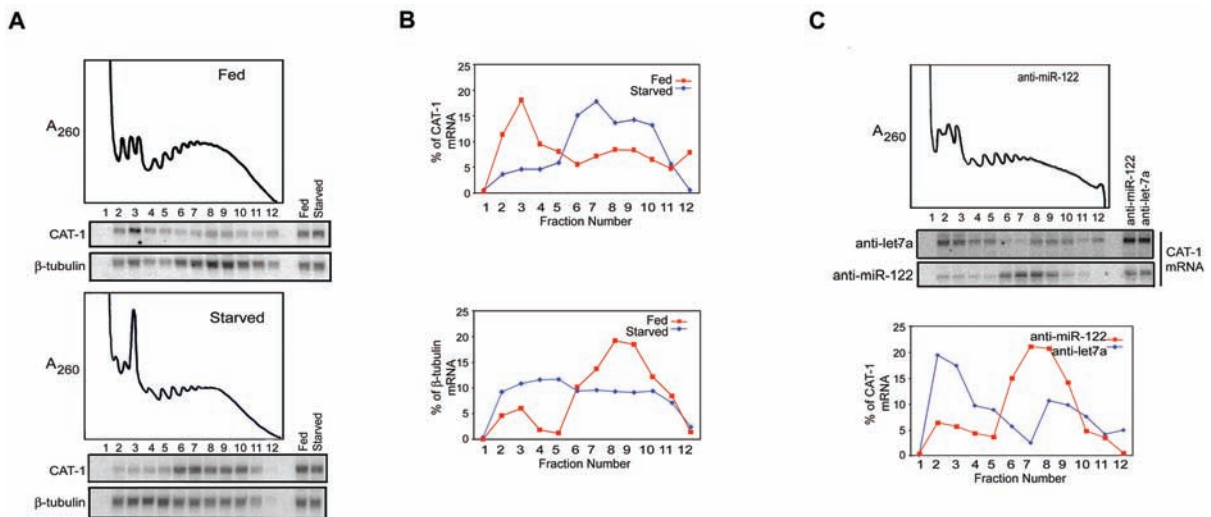 A
Fed
A260
1 2 3 4 5 6 7 8 9 10 11 12
Fed
Starved
CAT-1
β-tubulin
Starved
A260
1 2 3 4 5 6 7 8 9 10 11 12
Fed
Starved
CAT-1
β-tubulin
B
Fed
Starved
25
20
15
10
5
0
% of CAT-1
mRNA
1 2 3 4 5 6 7 8 9 10 11 12
Fraction Number
Fed
Starved
25
20
15
10
5
0
% of β-tubulin
mRNA
1 2 3 4 5 6 7 8 9 10 11 12
Fraction Number
C
anti-miR-122
A260
1 2 3 4 5 6 7 8 9 10 11 12
anti-miR-122
anti-let-7a
anti-let7a
anti-miR-122
CAT-1
mRNA
anti-miR-122
anti-let7a
25
20
15
10
5
0
% of CAT-1
mRNA
1 2 3 4 5 6 7 8 9 10 11 12
Fraction Number